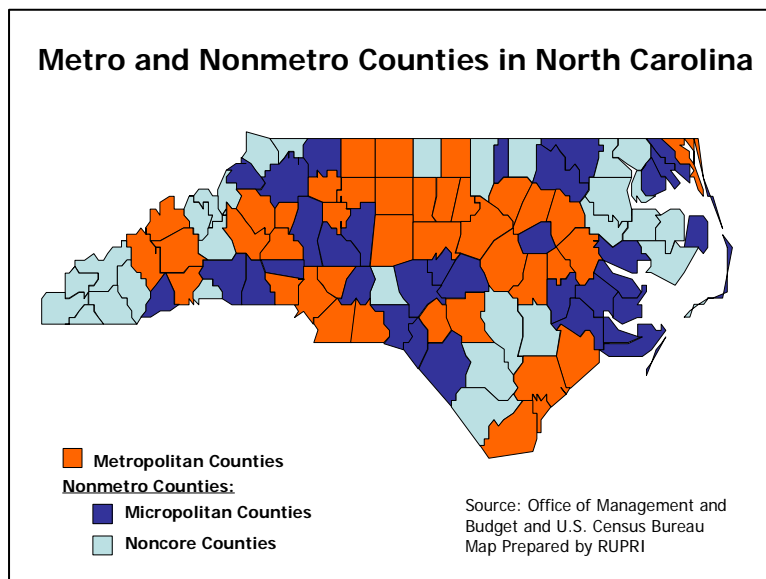 Metro and Nonmetro Counties in North Carolina
Metropolitan Counties
Nonmetro Counties:
Micropolitan Counties
Noncore Counties
Source: Office of Management and
Budget and U.S. Census Bureau
Map Prepared by RUPRI